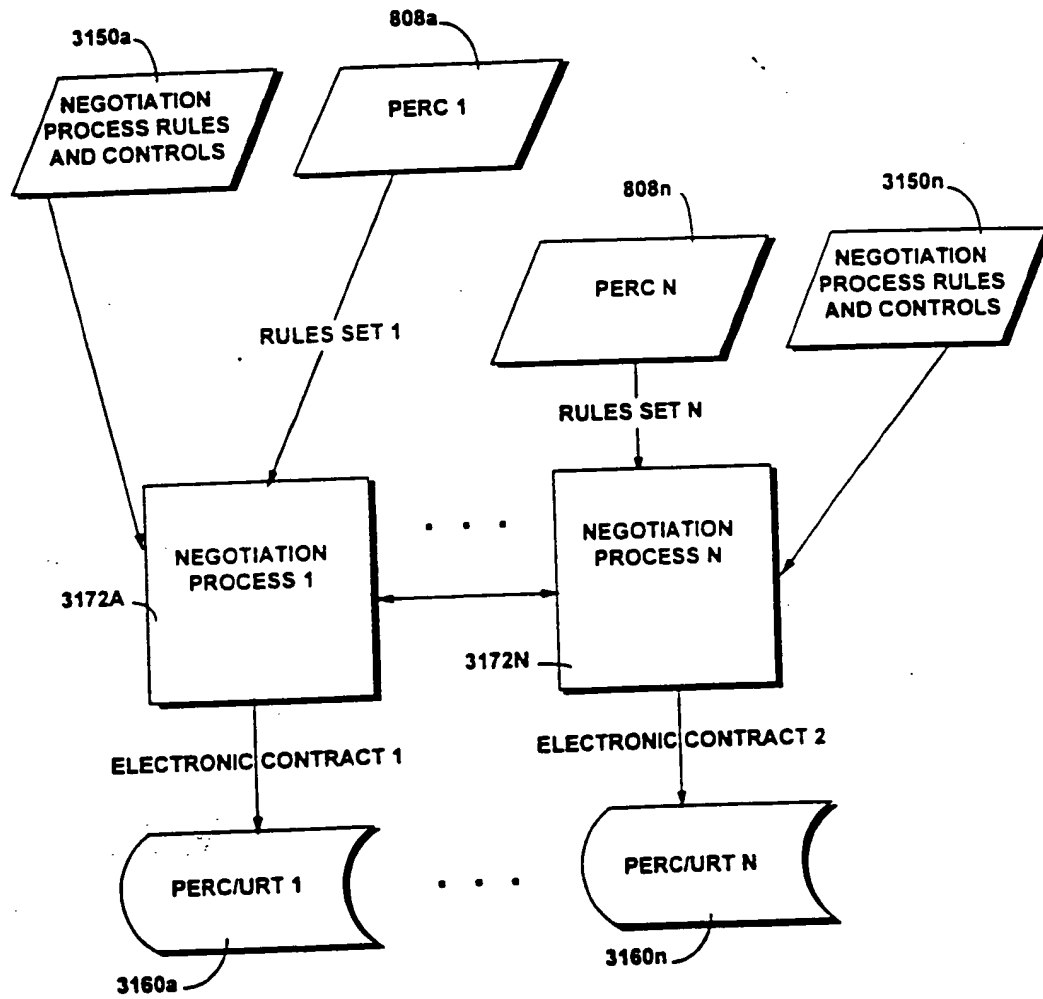 3150a
808a
NEGOTIATION
PROCESS RULES
AND CONTROLS
PERC 1
808n
3150n
PERC N
NEGOTIATION
PROCESS RULES
AND CONTROLS
RULES SET 1
RULES SET N
NEGOTIATION
PROCESS 1
. . .
NEGOTIATION
PROCESS N
3172A
3172N
ELECTRONIC CONTRACT 1
ELECTRONIC CONTRACT 2
PERC/URT 1
. . .
PERC/URT N
3160a
3160n